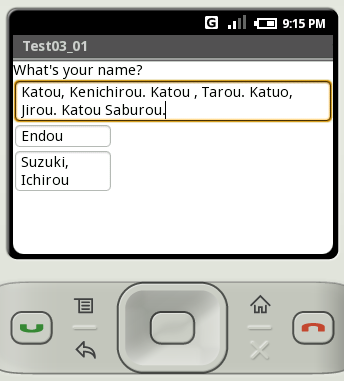 G 9:15 PM
Test03_01
What's your name?
Katou, Kenichirou. Katou , Tarou. Katuo,
Jirou. Katou Saburou.
Endou
Suzuki,
Ichirou